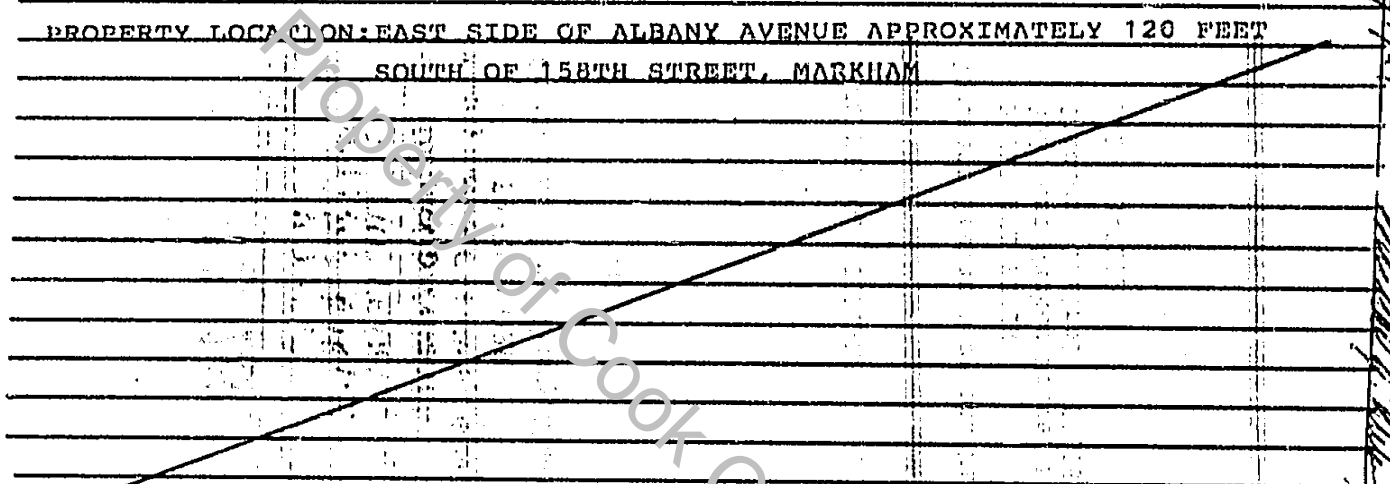 PROPERTY LOCATION:EAST SIDE OF ALBANY AVENUE APPROXIMATELY 120 FEET
SOUTH OF 158TH STREET, MARKHAM
Property of Cook